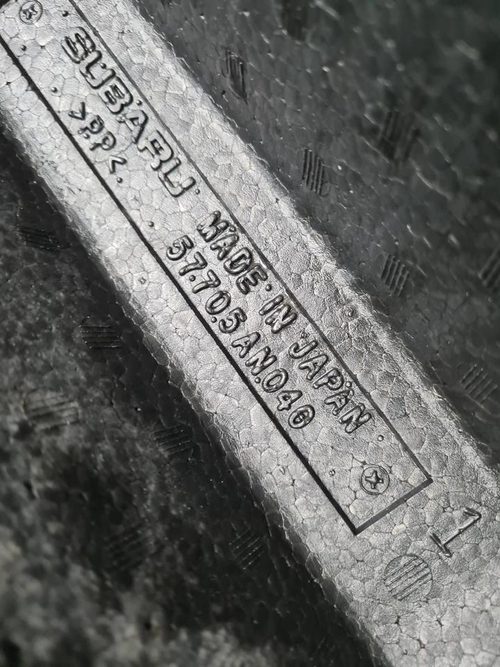 SUBARU
>PP<
MADE IN JAPAN
57705AN040
1